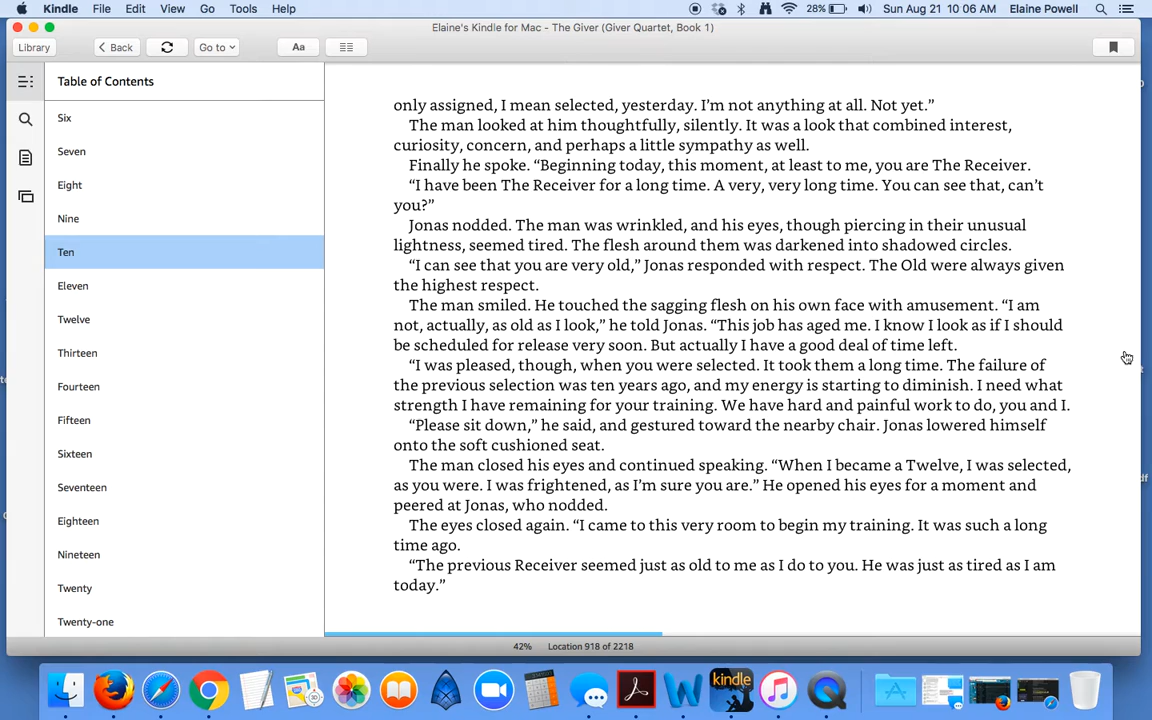 Kindle File Edit View Go Tools Help 28% Sun Aug 21 10:06 AM Elaine Powell
Elaine's Kindle for Mac - The Giver (Giver Quartet, Book 1)
Library Back Go to Aa
Table of Contents
Six
Seven
Eight
Nine
Ten
Eleven
Twelve
Thirteen
Fourteen
Fifteen
Sixteen
Seventeen
Eighteen
Nineteen
Twenty
Twenty-one
only assigned, I mean selected, yesterday. I’m not anything at all. Not yet.”
The man looked at him thoughtfully, silently. It was a look that combined interest,
curiosity, concern, and perhaps a little sympathy as well.
Finally he spoke. “Beginning today, this moment, at least to me, you are The Receiver.
“I have been The Receiver for a long time. A very, very long time. You can see that, can’t
you?”
Jonas nodded. The man was wrinkled, and his eyes, though piercing in their unusual
lightness, seemed tired. The flesh around them was darkened into shadowed circles.
“I can see that you are very old,” Jonas responded with respect. The Old were always given
the highest respect.
The man smiled. He touched the sagging flesh on his own face with amusement. “I am
not, actually, as old as I look,” he told Jonas. “This job has aged me. I know I look as if I should
be scheduled for release very soon. But actually I have a good deal of time left.
“I was pleased, though, when you were selected. It took them a long time. The failure of
the previous selection was ten years ago, and my energy is starting to diminish. I need what
strength I have remaining for your training. We have hard and painful work to do, you and I.
“Please sit down,” he said, and gestured toward the nearby chair. Jonas lowered himself
onto the soft cushioned seat.
The man closed his eyes and continued speaking. “When I became a Twelve, I was selected,
as you were. I was frightened, as I’m sure you are.” He opened his eyes for a moment and
peered at Jonas, who nodded.
The eyes closed again. “I came to this very room to begin my training. It was such a long
time ago.
“The previous Receiver seemed just as old to me as I do to you. He was just as tired as I am
today.”
42% Location 918 of 2218
kindle